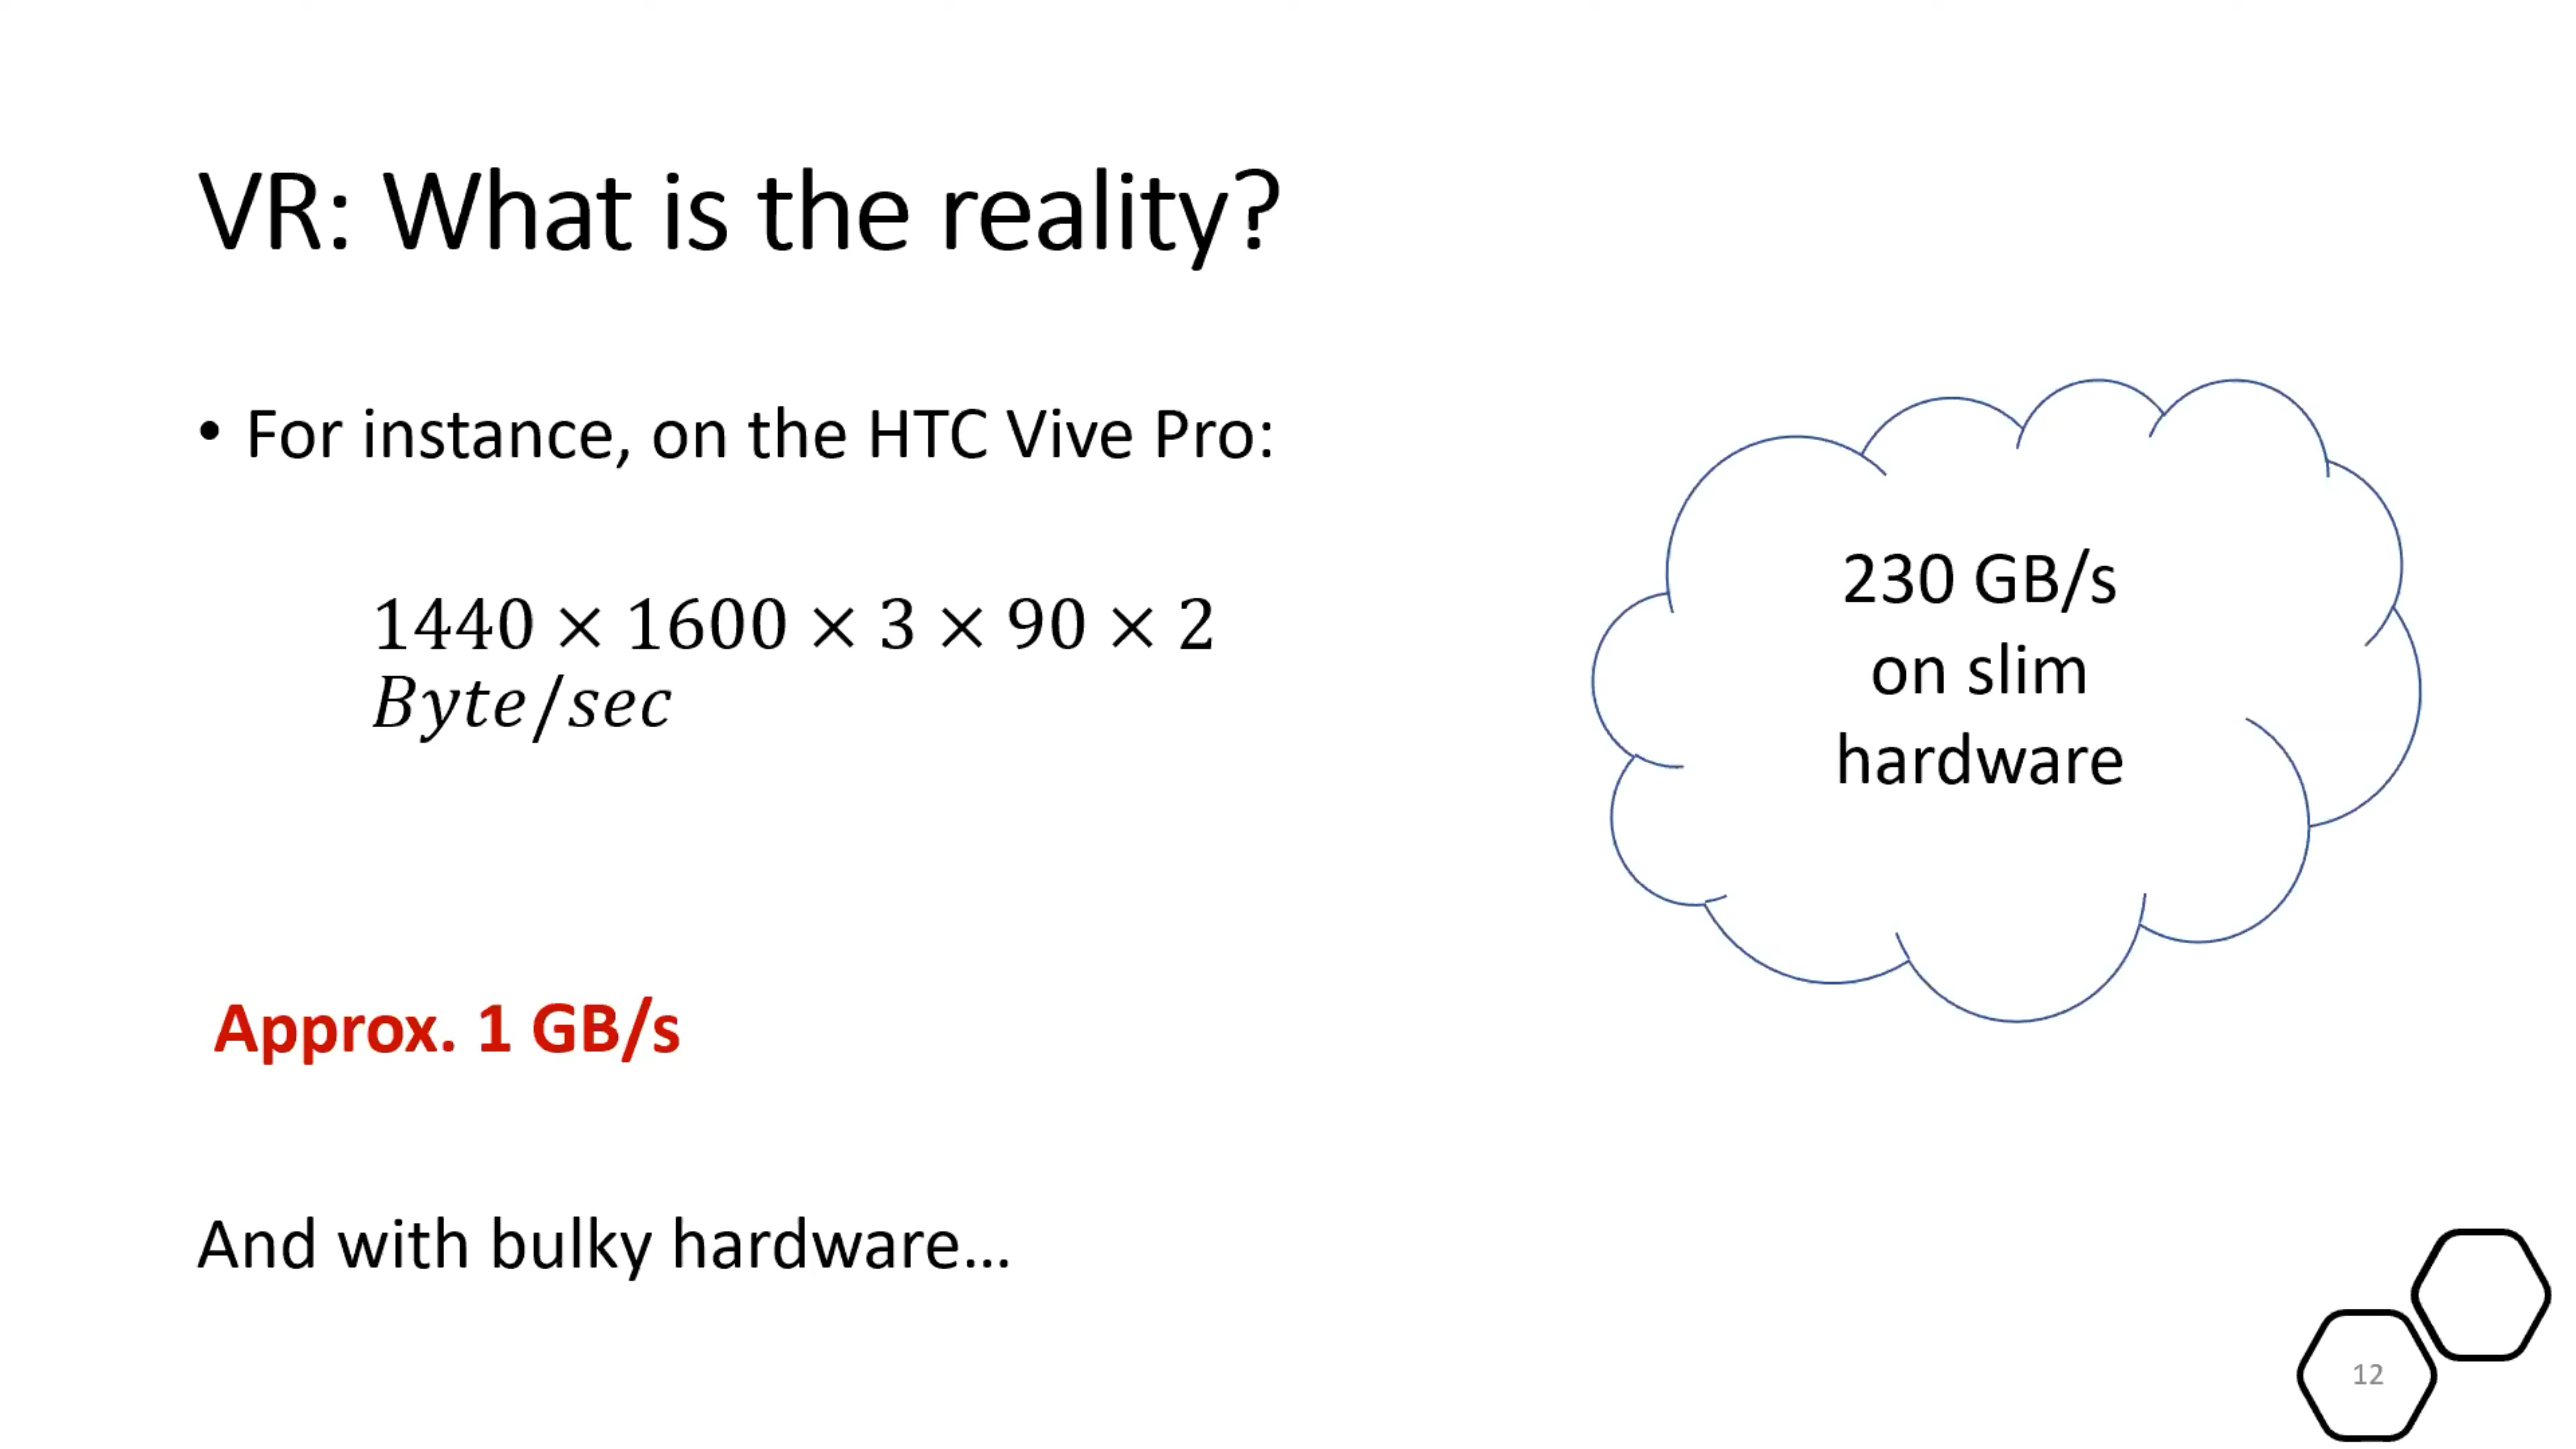 VR: What is the reality?
• For instance, on the HTC Vive Pro:
1440 × 1600 × 3 × 90 × 2
Byte/sec
Approx. 1 GB/s
And with bulky hardware...
230 GB/s
on slim
hardware
12